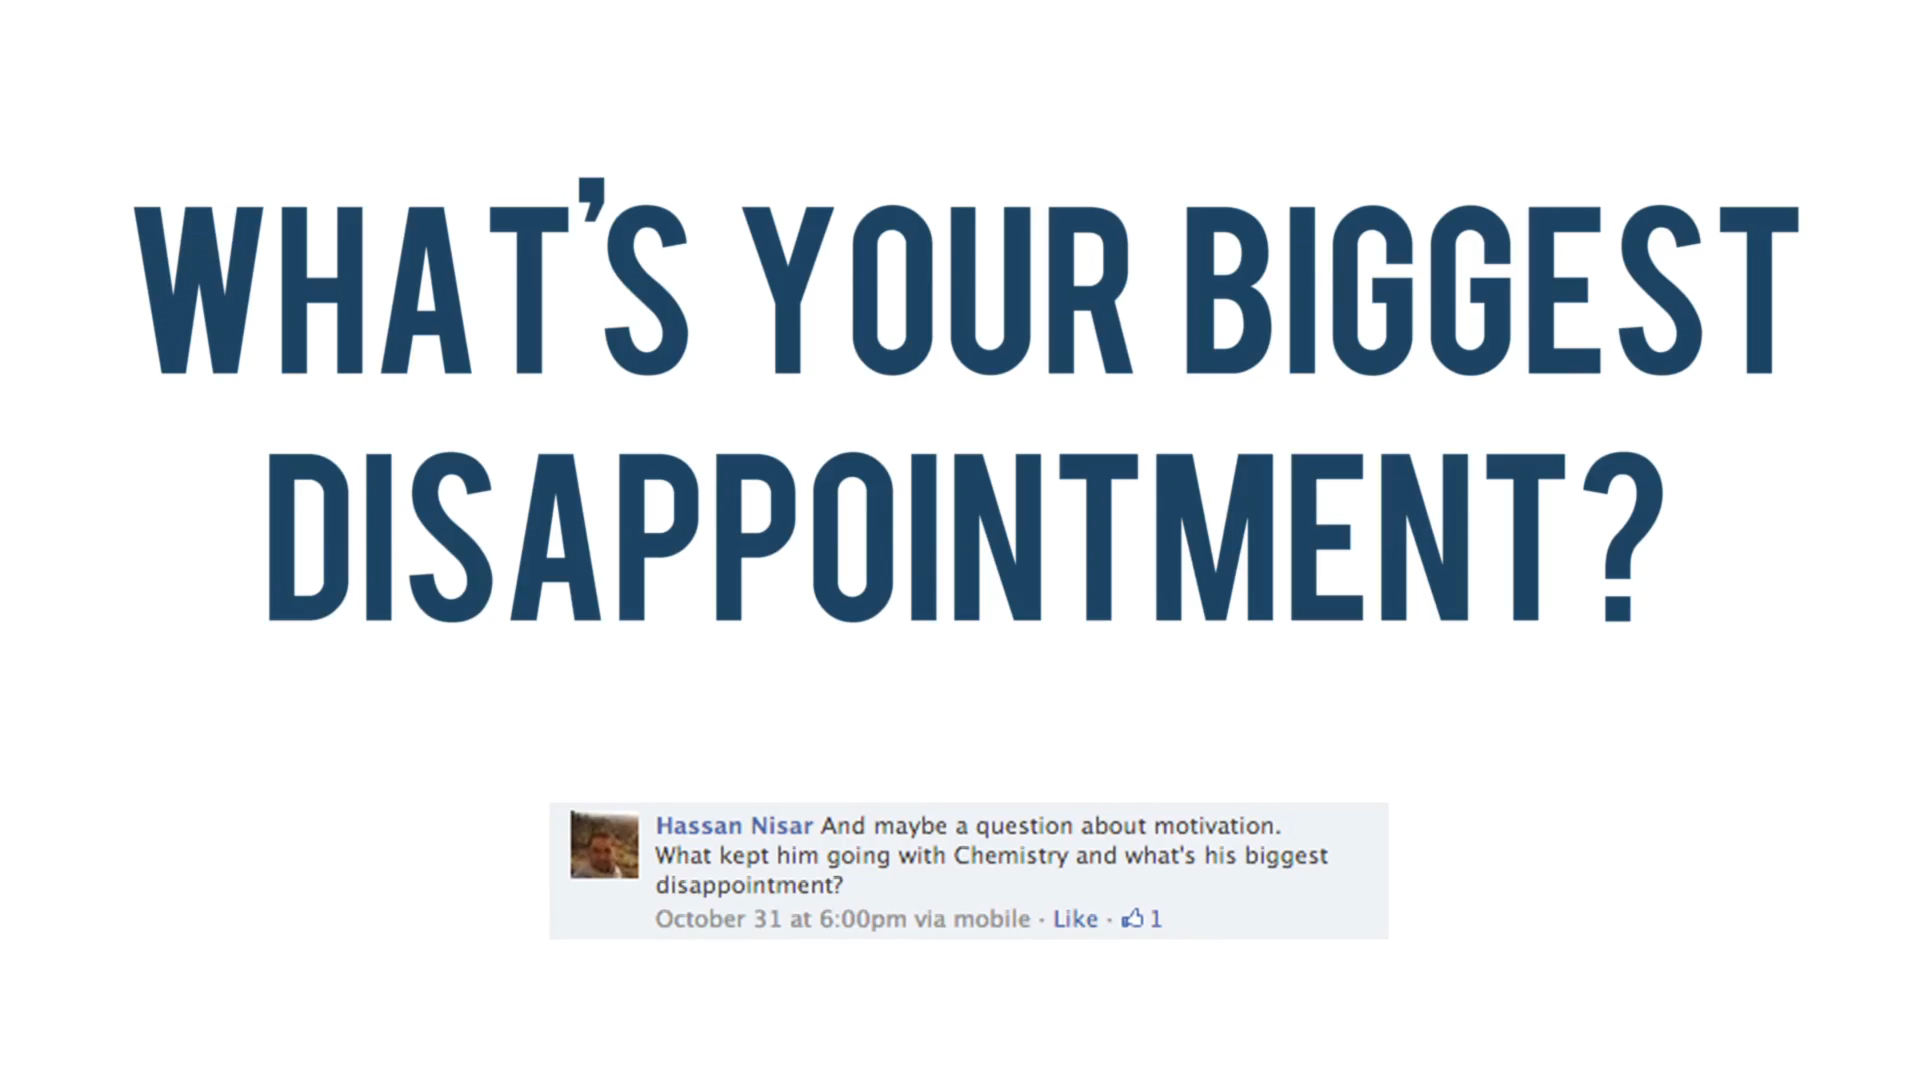 WHAT'S YOUR BIGGEST
DISAPPOINTMENT?
Hassan Nisar And maybe a question about motivation.
What kept him going with Chemistry and what's his biggest
disappointment?
October 31 at 6:00pm via mobile · Like · 1